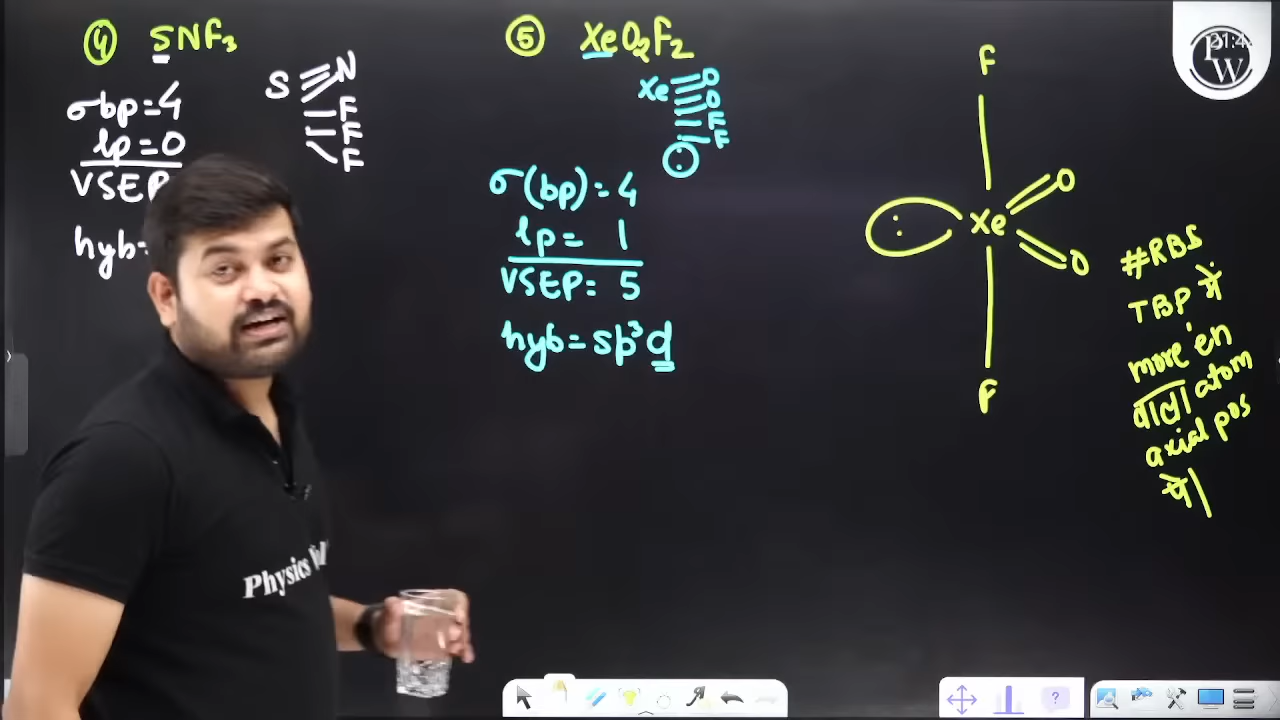 ④ SNF₃
σbp=4
lp=0
VSEP
hyb=
S N
F
F
F
⑤ XeO₂F₂
Xe O
O
F
F
σ(bp)=4
lp= 1
VSEP= 5
hyb= sp³d
F
Xe
O
O
F
#RBS
TBP में
more en
वाला atom
axial pos
पे।
PW
Physics
?